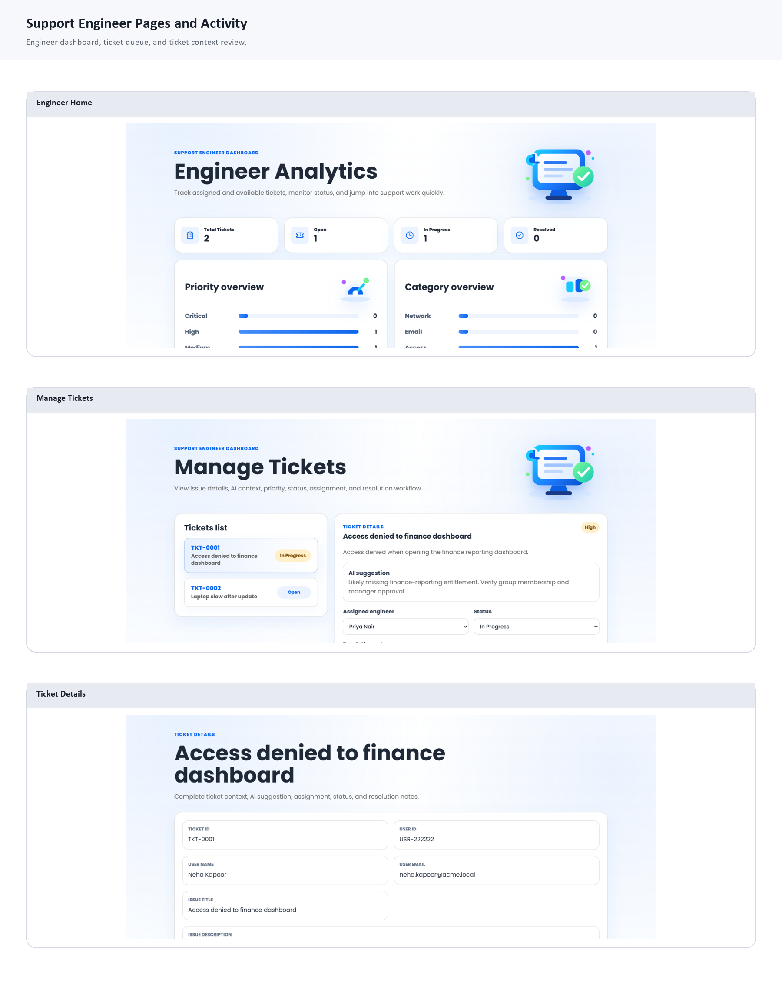 Support Engineer Pages and Activity
Engineer dashboard, ticket queue, and ticket context review.
Engineer Home
SUPPORT ENGINEER DASHBOARD
Engineer Analytics
Track assigned and available tickets, monitor status, and jump into support work quickly.
Total Tickets
2
Open
1
In Progress
1
Resolved
0
Priority overview
Critical 0
High 1
Medium 1
Category overview
Network 0
Email 0
Access 1
Manage Tickets
SUPPORT ENGINEER DASHBOARD
Manage Tickets
View issue details, AI context, priority, status, assignment, and resolution workflow.
Tickets list
TKT-0001
Access denied to finance
dashboard
In Progress
TKT-0002
Laptop slow after update
Open
TICKET DETAILS
High
Access denied to finance dashboard
Access denied when opening the finance reporting dashboard.
AI suggestion
Likely missing finance-reporting entitlement. Verify group membership and
manager approval.
Assigned engineer
Priya Nair
Status
In Progress
Resolution notes
Ticket Details
TICKET DETAILS
Access denied to finance
dashboard
Complete ticket context, AI suggestion, assignment, status, and resolution notes.
TICKET ID
TKT-0001
USER ID
USR-222222
USER NAME
Neha Kapoor
USER EMAIL
neha.kapoor@acme.local
ISSUE TITLE
Access denied to finance dashboard
ISSUE DESCRIPTION